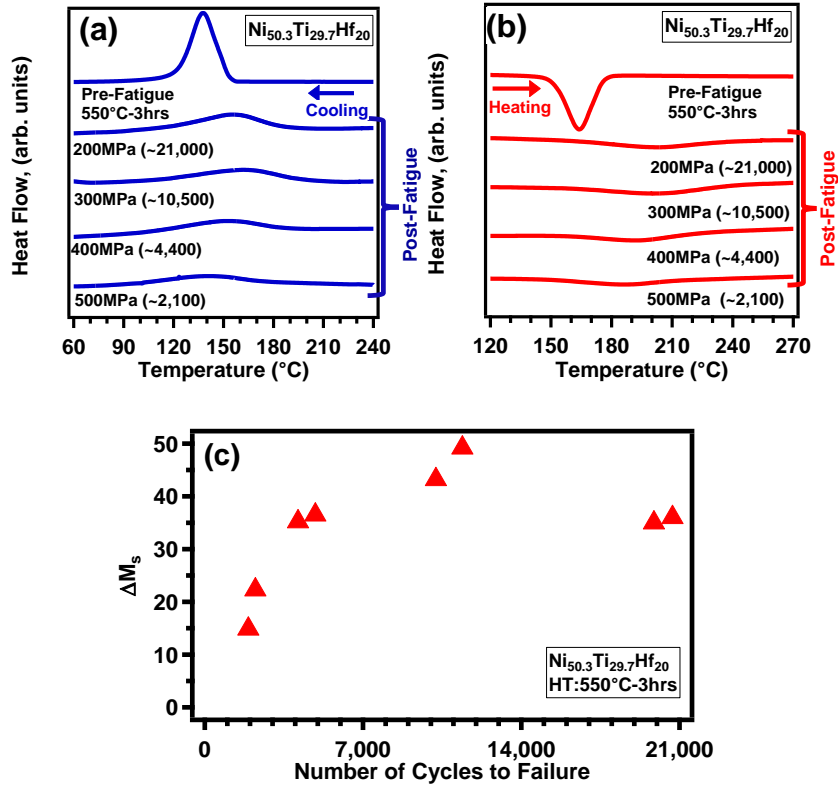 (a)
Ni50.3Ti29.7Hf20
Pre-Fatigue
550°C-3hrs
Cooling
200MPa (~21,000)
300MPa (~10,500)
400MPa (~4,400)
500MPa (~2,100)
Post-Fatigue
Heat Flow, (arb. units)
60 90 120 150 180 210 240
Temperature (°C)
(b)
Ni50.3Ti29.7Hf20
Heating
Pre-Fatigue
550°C-3hrs
200MPa (~21,000)
300MPa (~10,500)
400MPa (~4,400)
500MPa (~2,100)
Post-Fatigue
Heat Flow, (arb. units)
120 150 180 210 240 270
Temperature (°C)
(c)
50
40
30
20
10
0
ΔMs
Ni50.3Ti29.7Hf20
HT:550°C-3hrs
0 7,000 14,000 21,000
Number of Cycles to Failure